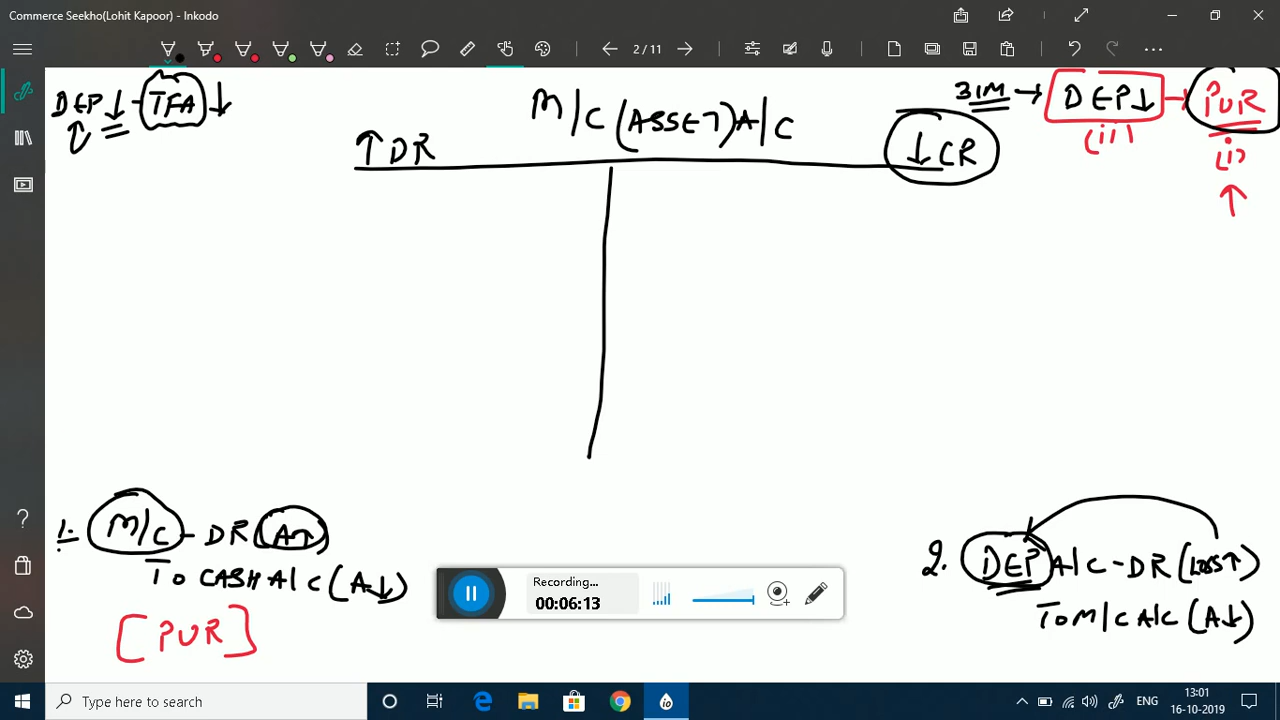 Commerce Seekho(Lohit Kapoor) - Inkodo
2/11
DEP↓ - TFA↓
M/C (ASSET) A/C
3 IM → DEP↓ → PUR
(ii)
(i)
↑DR
↓CR
1. M/C - DR (A↑)
TO CASH A/C (A↓)
[PUR]
2. DEP A/C - DR (LOSS↑)
TO M/C A/C (A↓)
Recording...
00:06:13
Type here to search
ENG
13:01
16-10-2019